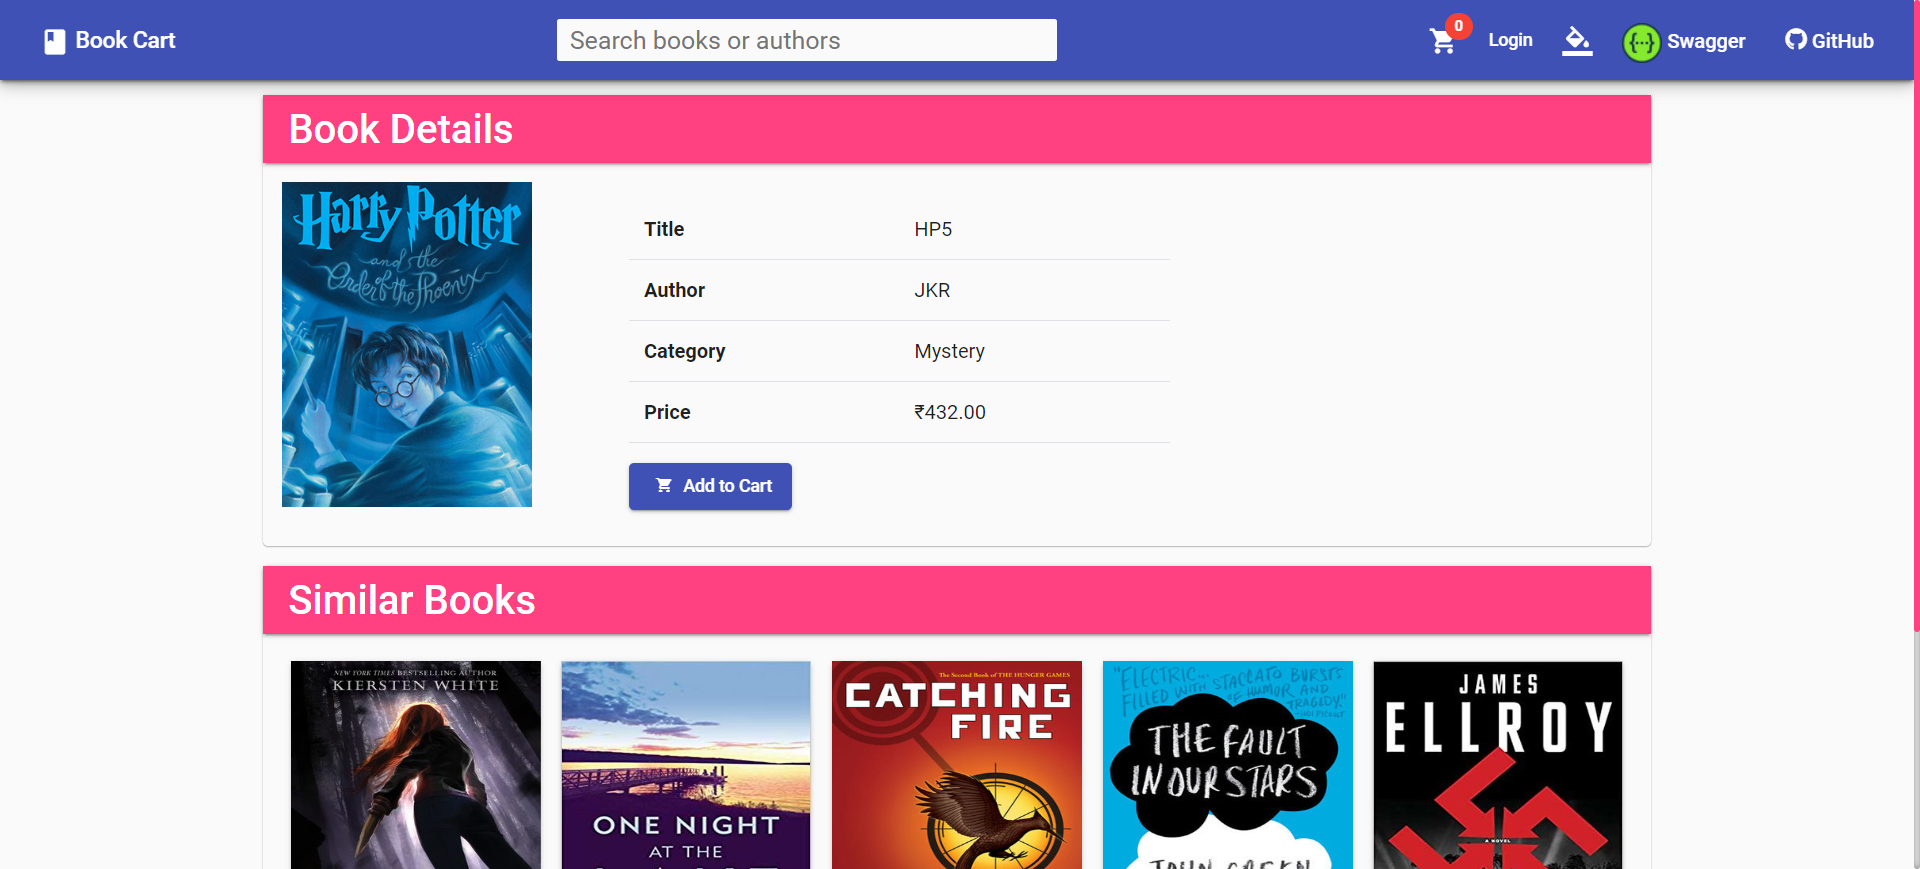 Book Cart
Search books or authors
0
Login
Swagger
GitHub
Book Details
Harry Potter
and the
Order of the Phoenix
Title HP5
Author JKR
Category Mystery
Price ₹432.00
Add to Cart
Similar Books
NEW YORK TIMES BESTSELLING AUTHOR
KIERSTEN WHITE
ONE NIGHT
AT THE
The Second Book of THE HUNGER GAMES
CATCHING
FIRE
"ELECTRIC... STACCATO BURSTS
FILLED WITH
OF HUMOR AND
TRAGEDY."
—JODI PICOULT
THE FAULT
IN OUR STARS
JOHN GREEN
JAMES
ELLROY
A NOVEL